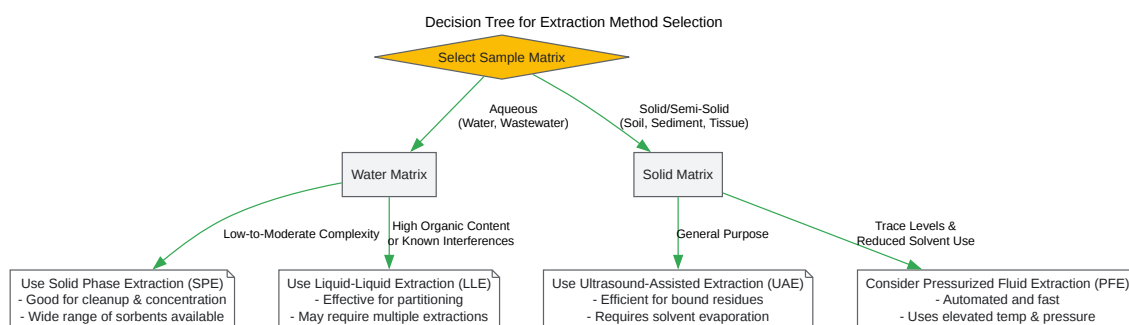 Decision Tree for Extraction Method Selection
Select Sample Matrix
Aqueous
(Water, Wastewater)
Solid/Semi-Solid
(Soil, Sediment, Tissue)
Water Matrix
Solid Matrix
Low-to-Moderate Complexity
High Organic Content
or Known Interferences
General Purpose
Trace Levels &
Reduced Solvent Use
Use Solid Phase Extraction (SPE)
- Good for cleanup & concentration
- Wide range of sorbents available
Use Liquid-Liquid Extraction (LLE)
- Effective for partitioning
- May require multiple extractions
Use Ultrasound-Assisted Extraction (UAE)
- Efficient for bound residues
- Requires solvent evaporation
Consider Pressurized Fluid Extraction (PFE)
- Automated and fast
- Uses elevated temp & pressure